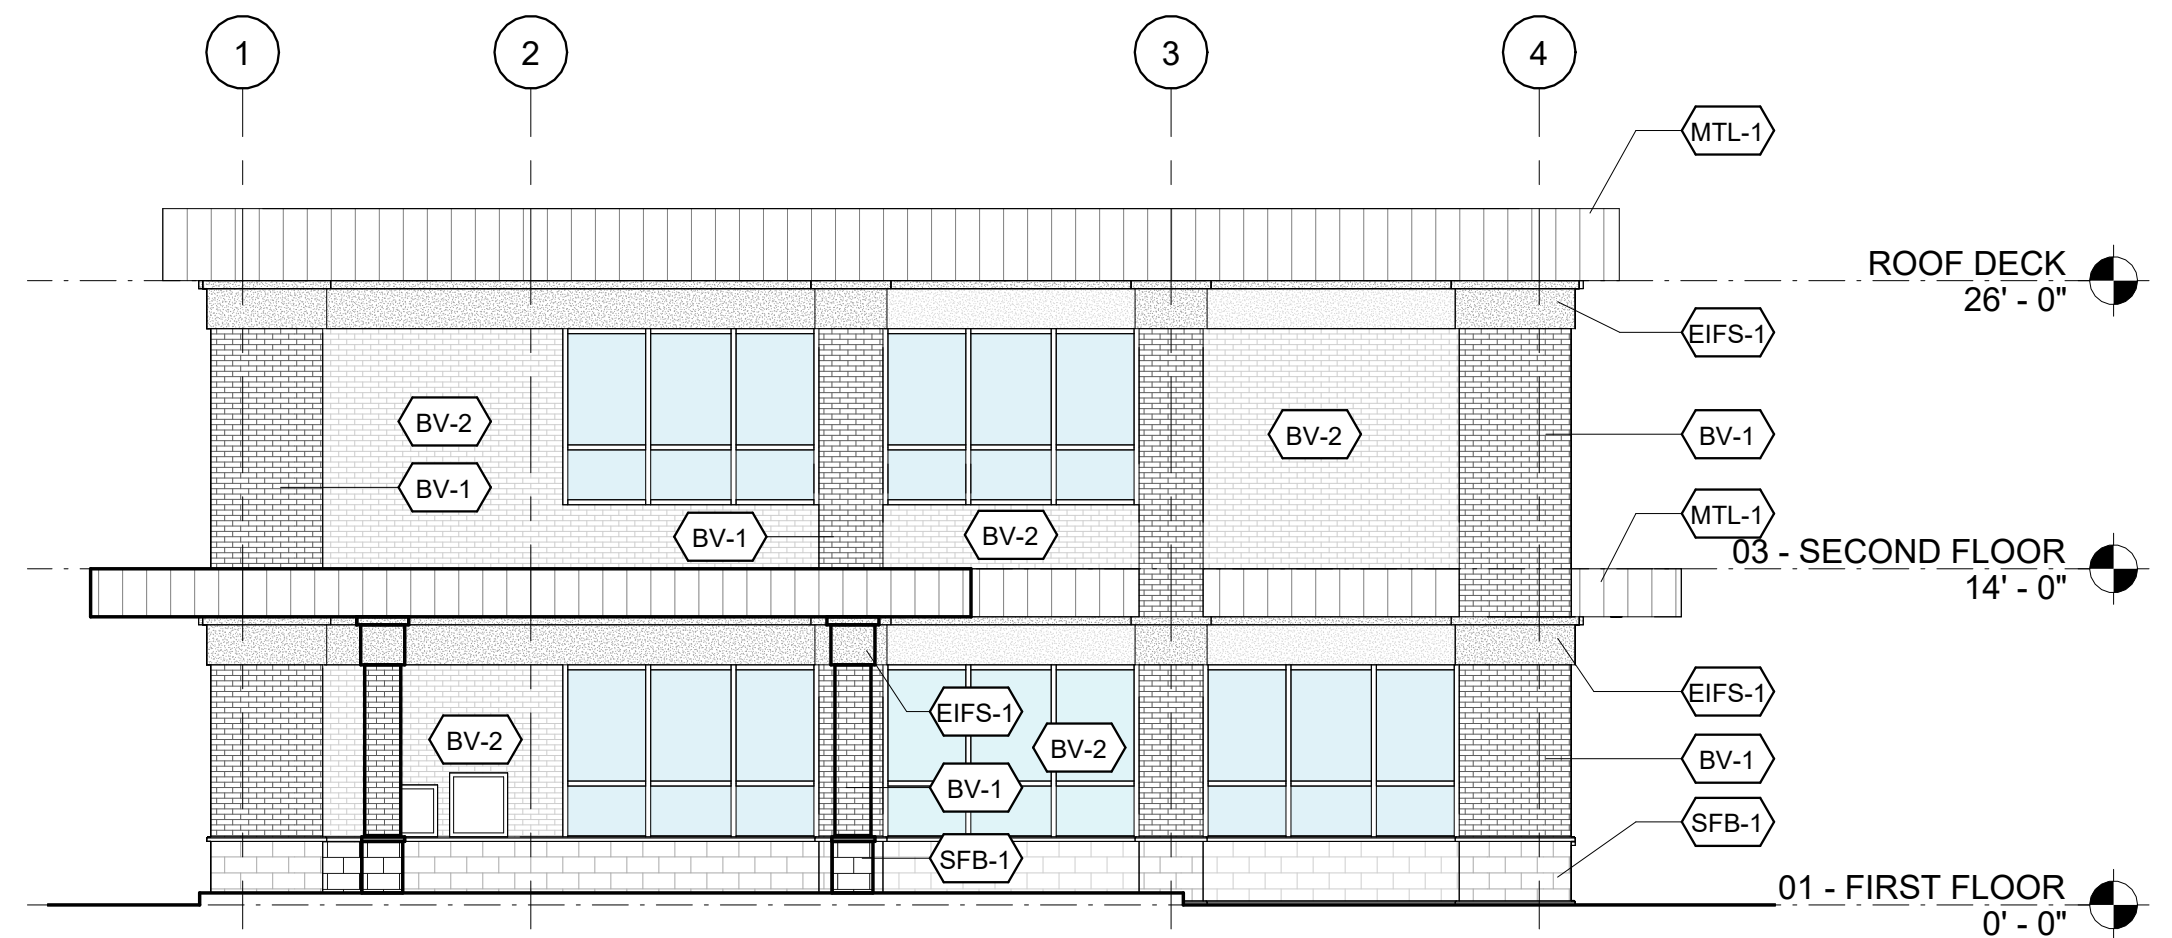 1
2
3
4
MTL-1
ROOF DECK
26' - 0"
EIFS-1
BV-2
BV-2
BV-1
BV-1
MTL-1
BV-1
BV-2
03 - SECOND FLOOR
14' - 0"
EIFS-1
EIFS-1
BV-2
BV-2
BV-1
BV-1
SFB-1
SFB-1
01 - FIRST FLOOR
0' - 0"